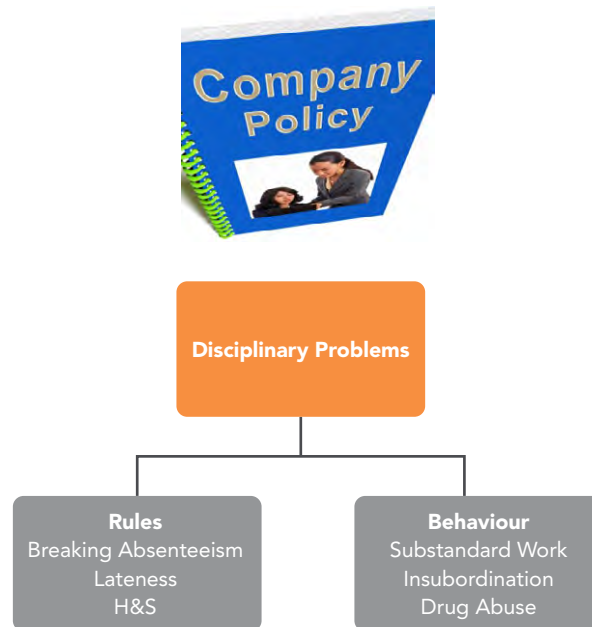 Company
Policy
Disciplinary Problems
Rules
Breaking Absenteeism
Lateness
H&S
Behaviour
Substandard Work
Insubordination
Drug Abuse